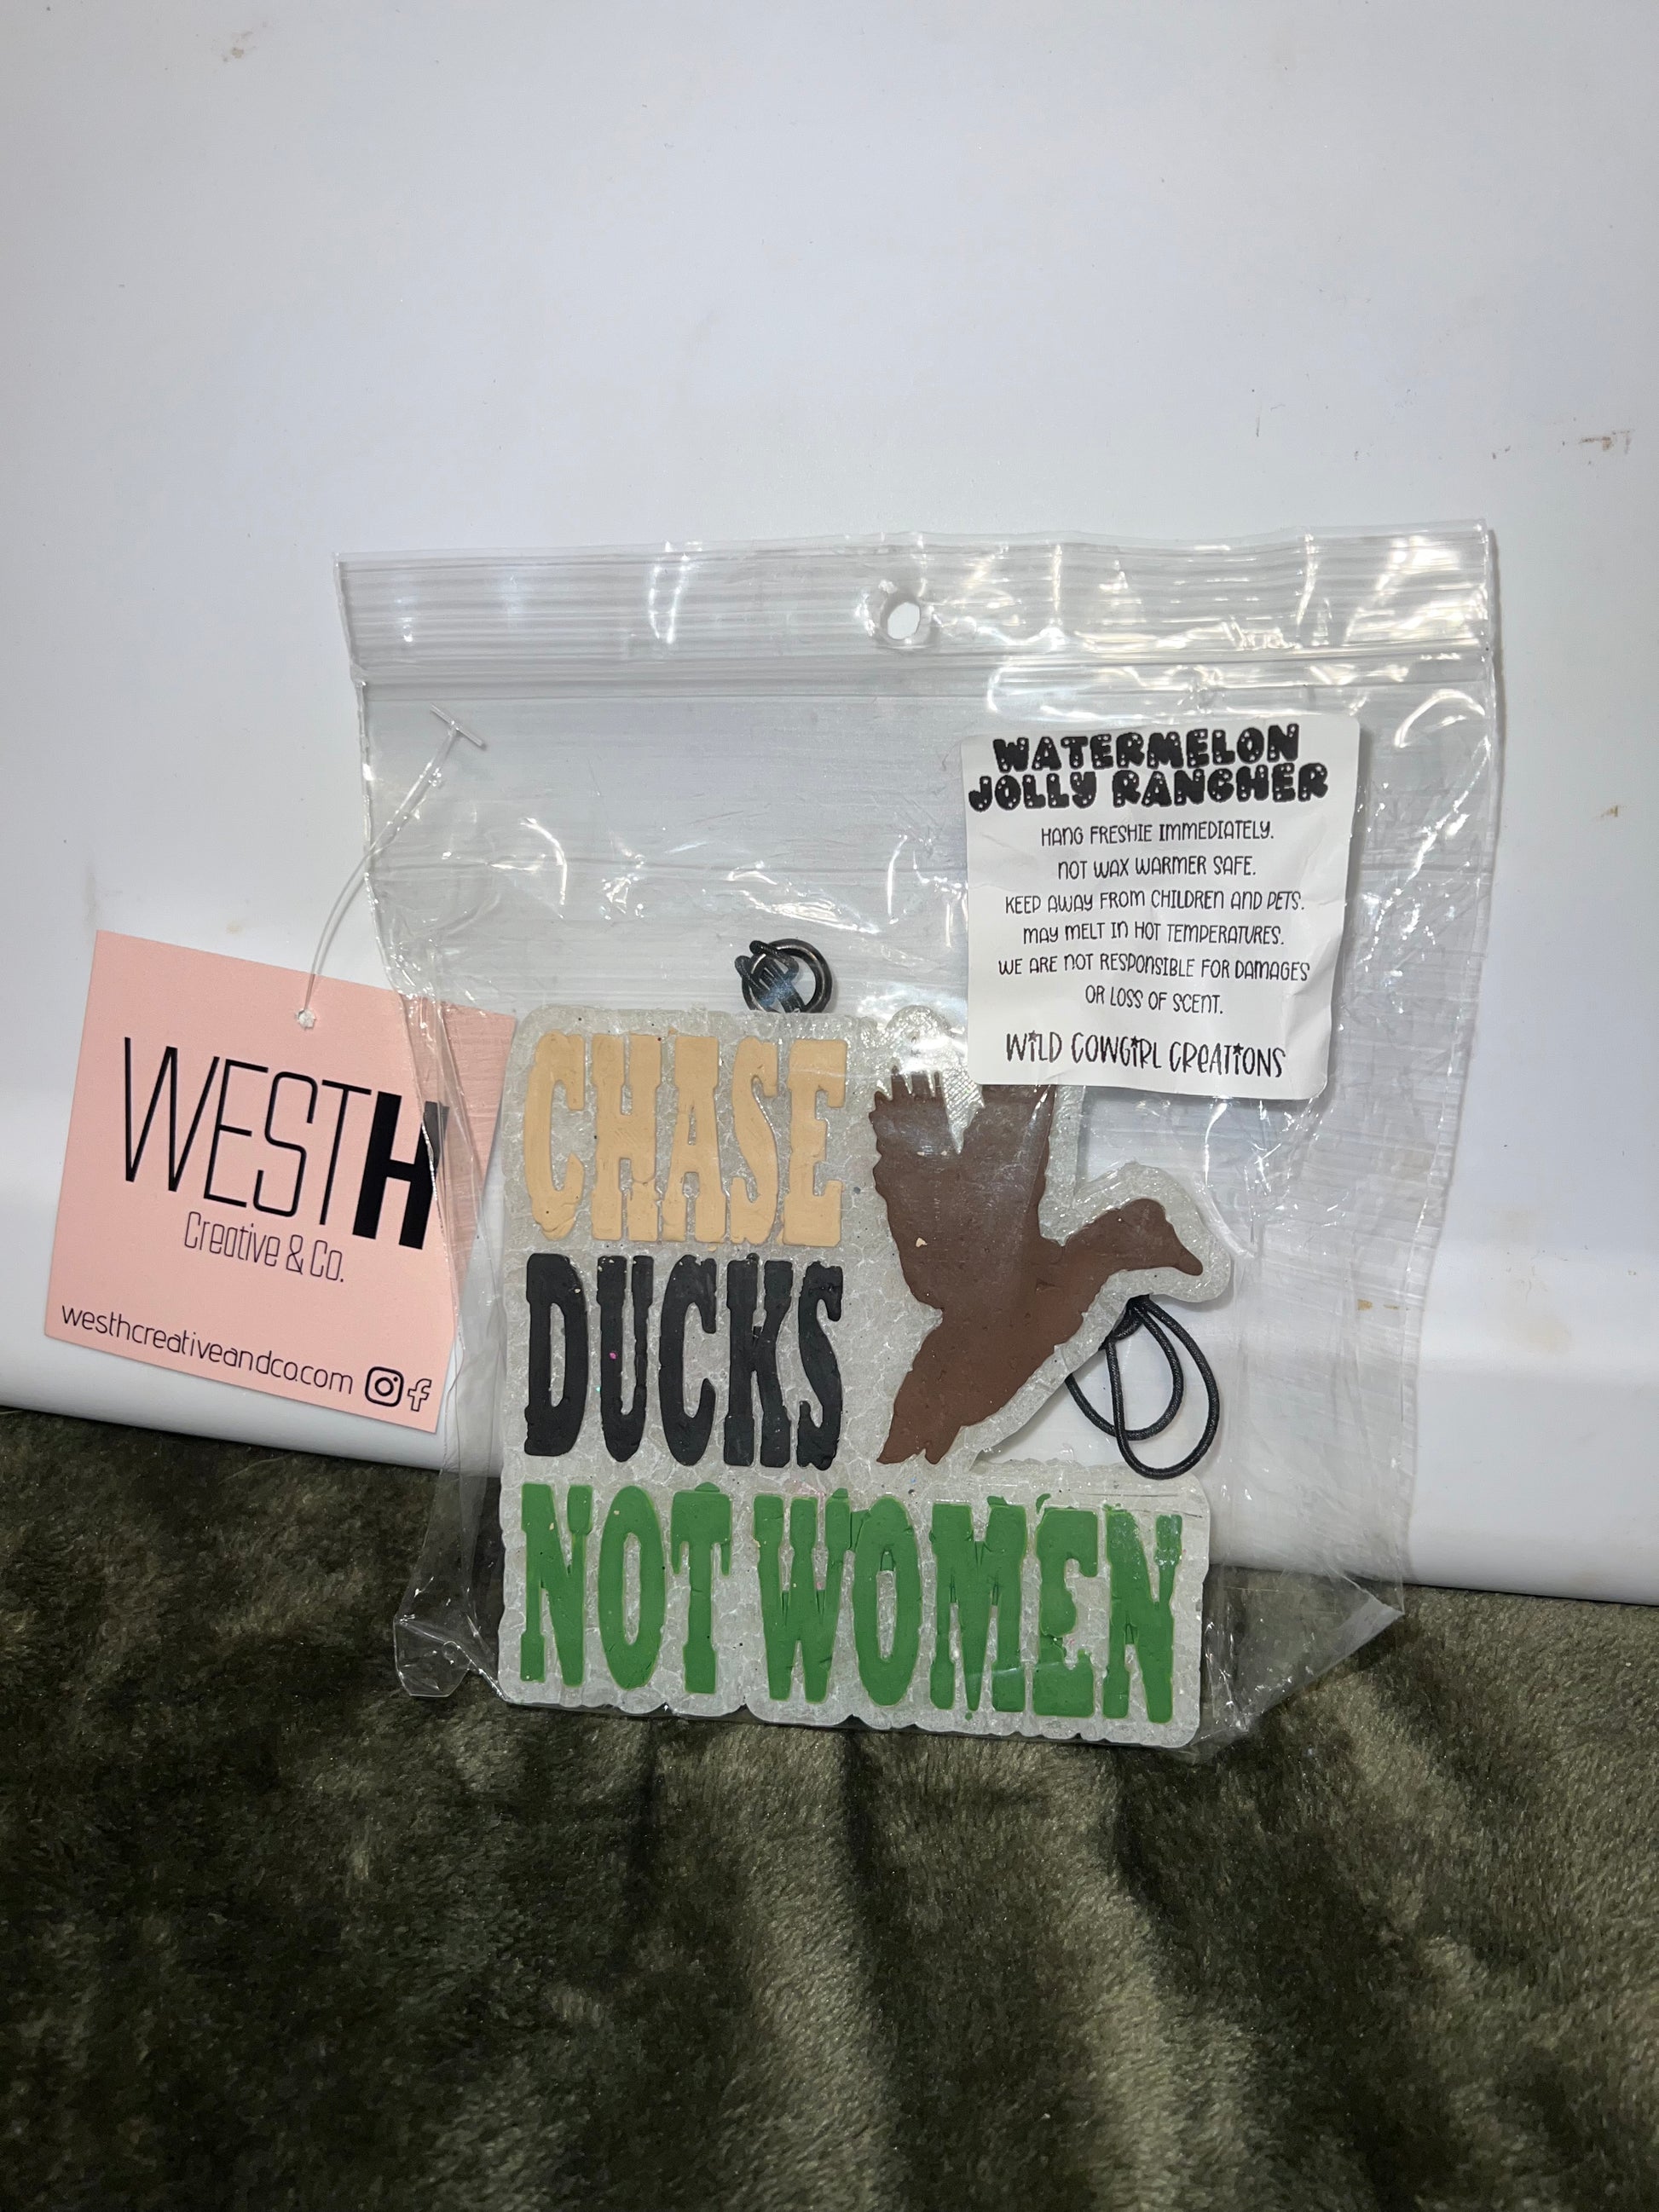 WATERMELON
JOLLY RANCHER
HANG FRESHIE IMMEDIATELY.
NOT WAX WARMER SAFE.
KEEP AWAY FROM CHILDREN AND PETS.
MAY MELT IN HOT TEMPERATURES.
WE ARE NOT RESPONSIBLE FOR DAMAGES
OR LOSS OF SCENT.
WILD COWGIRL CREATIONS
WESTH
Creative & Co.
westhcreativeandco.com
CHASE
DUCKS
NOT WOMEN